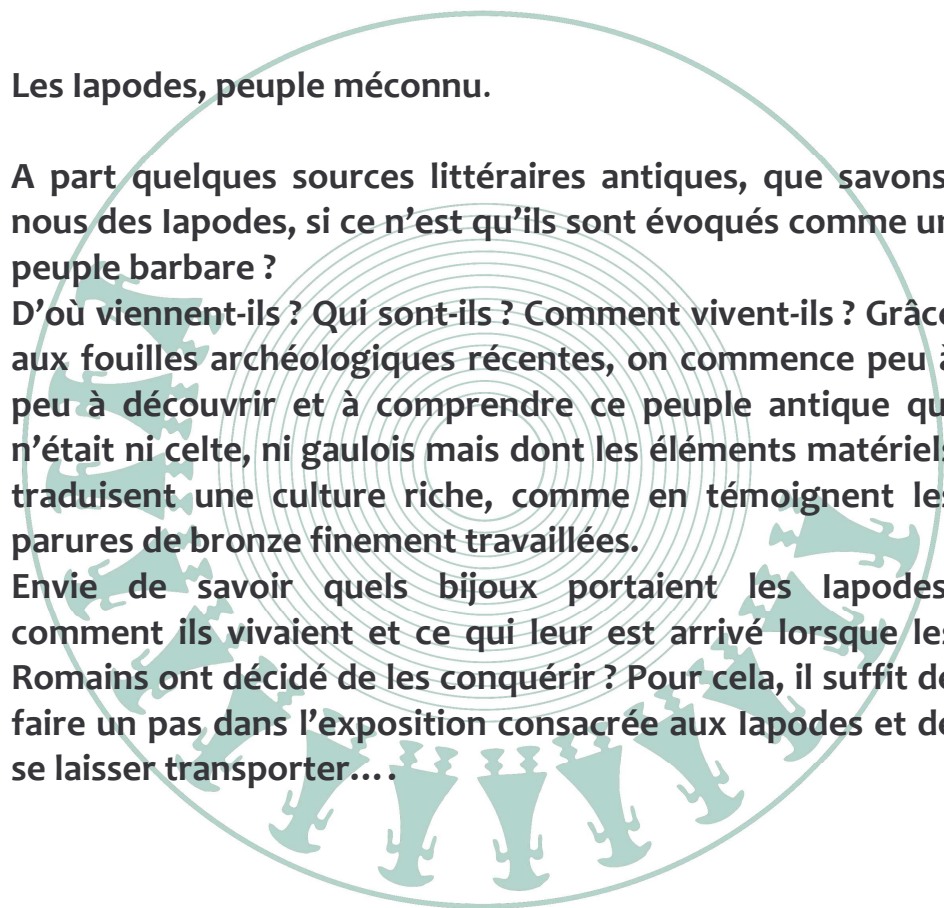 Les Iapodes, peuple méconnu.
A part quelques sources littéraires antiques, que savons
nous des Iapodes, si ce n’est qu’ils sont évoqués comme un
peuple barbare ?
D’où viennent-ils ? Qui sont-ils ? Comment vivent-ils ? Grâce
aux fouilles archéologiques récentes, on commence peu à
peu à découvrir et à comprendre ce peuple antique qu
n’était ni celte, ni gaulois mais dont les éléments matériels
traduisent une culture riche, comme en témoignent les
parures de bronze finement travaillées.
Envie de savoir quels bijoux portaient les Iapodes
comment ils vivaient et ce qui leur est arrivé lorsque les
Romains ont décidé de les conquérir ? Pour cela, il suffit de
faire un pas dans l’exposition consacrée aux Iapodes et de
se laisser transporter….